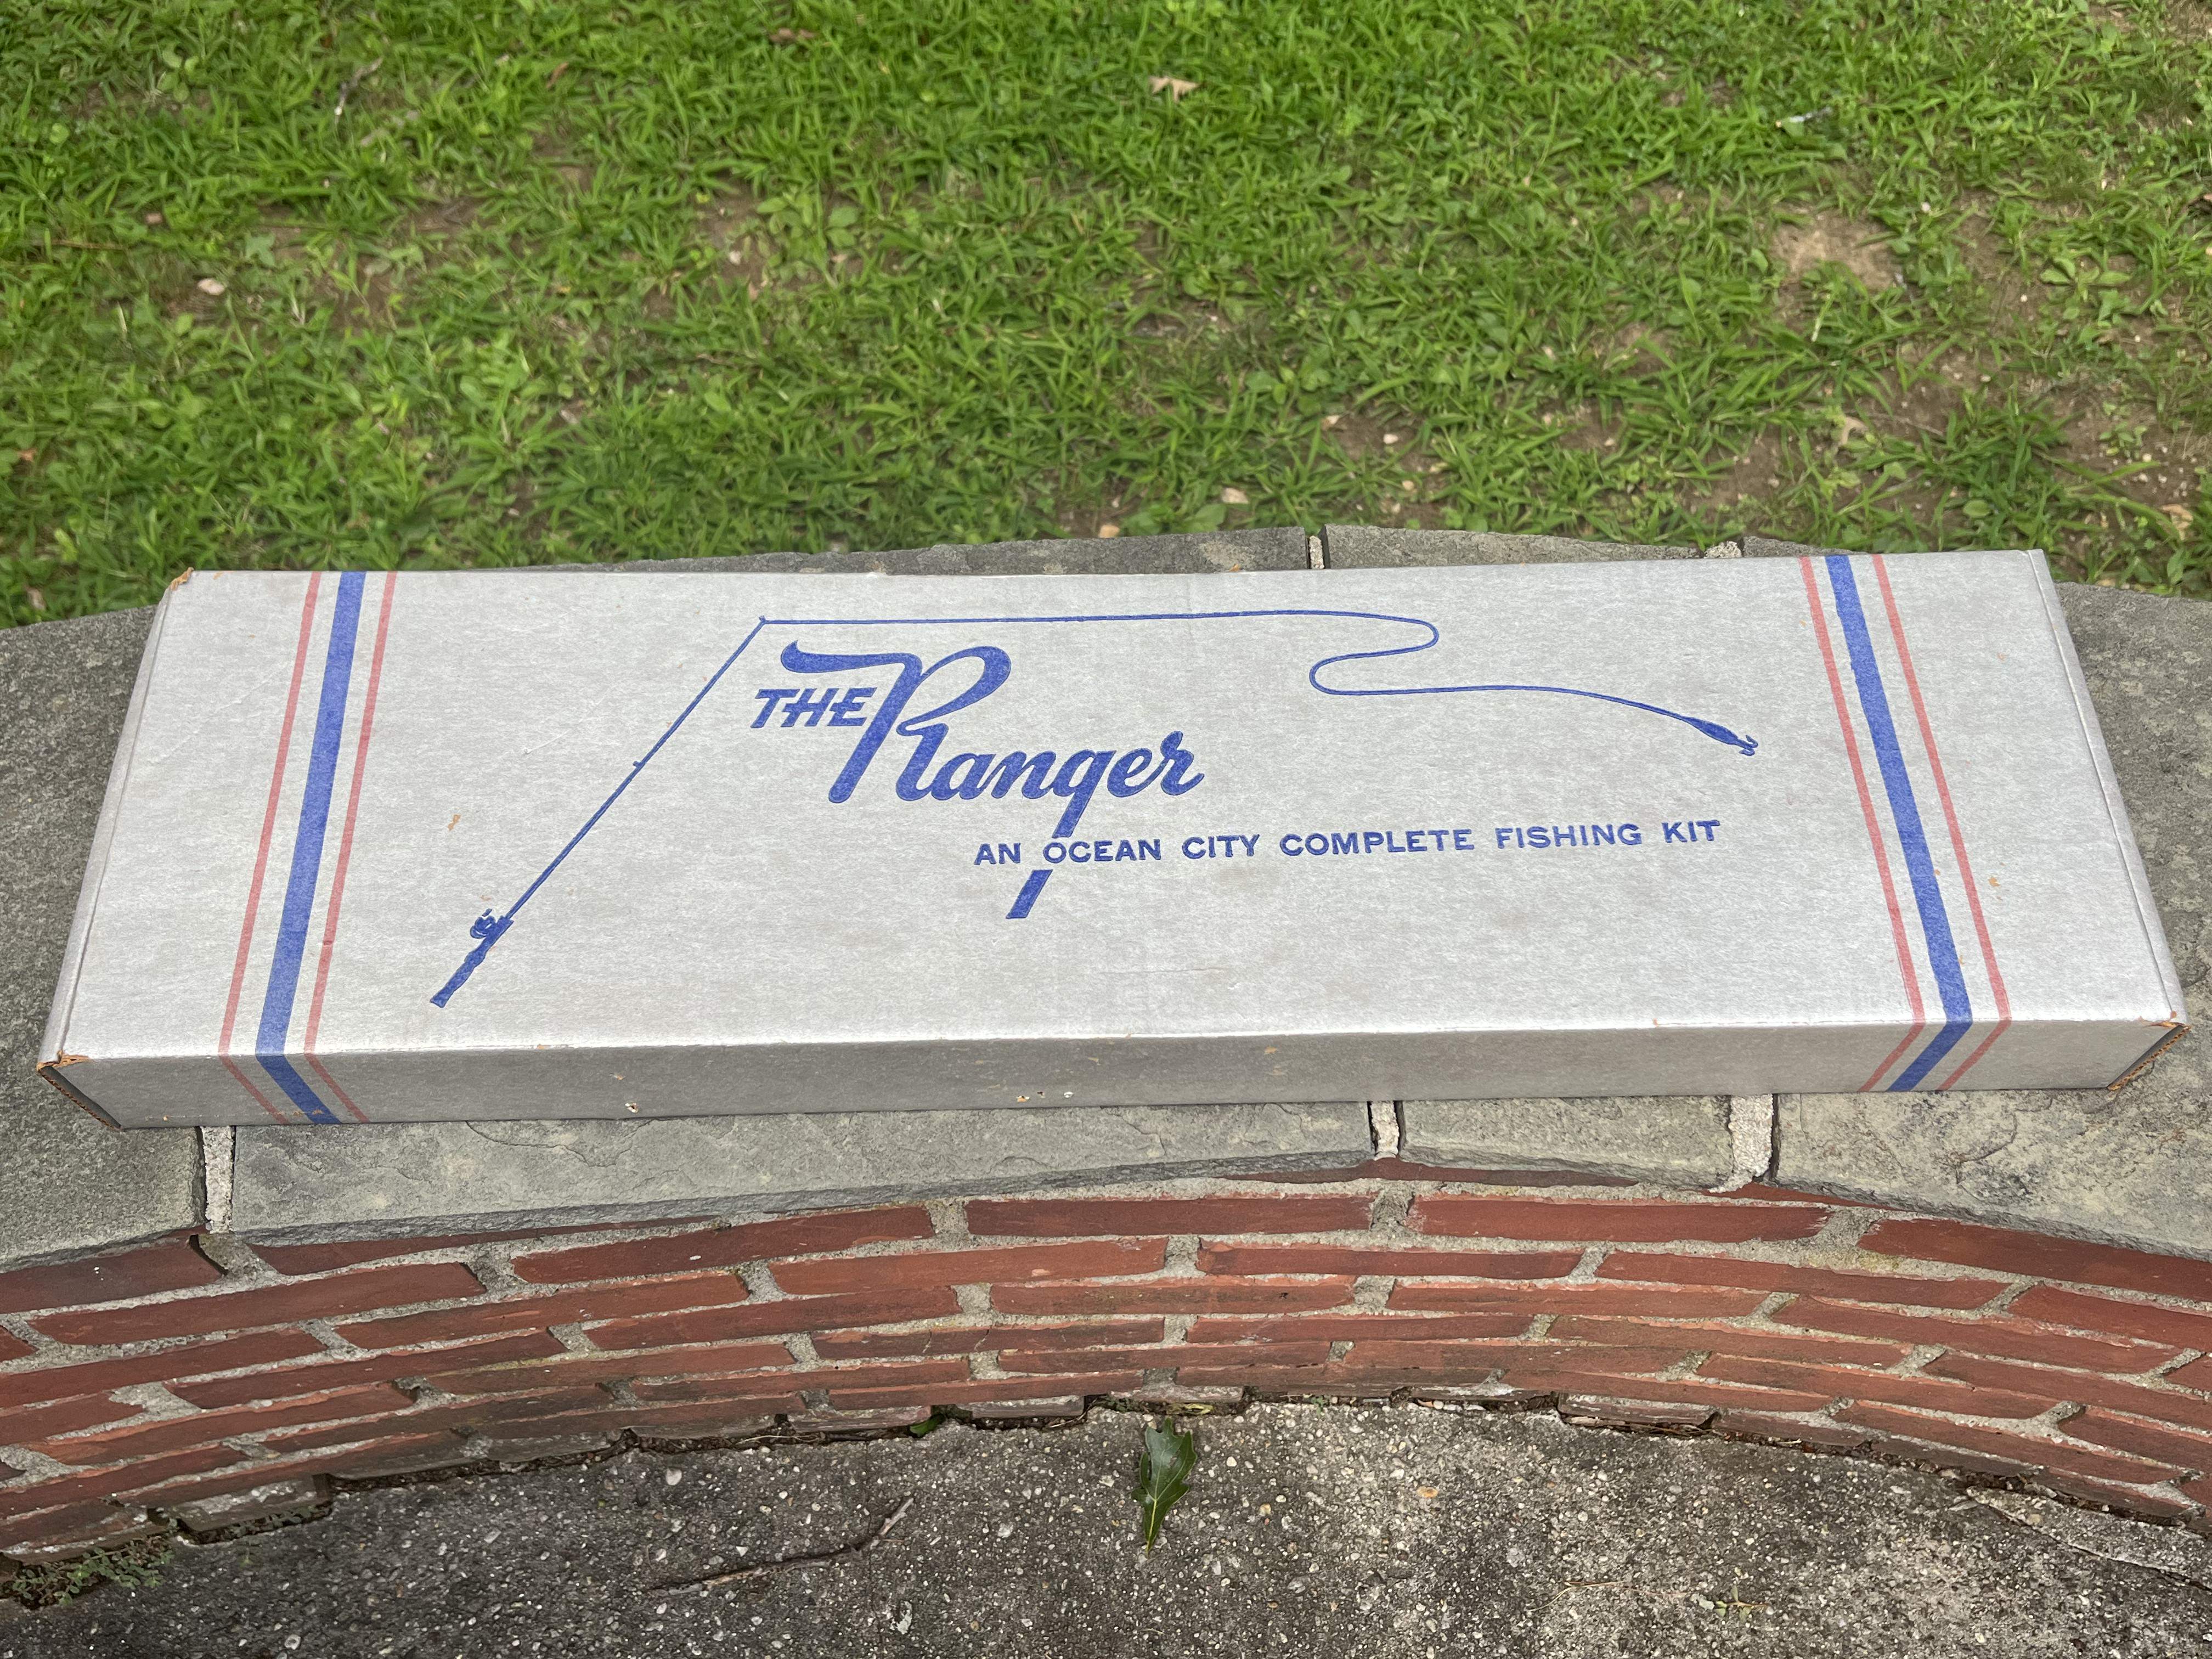 THE Ranger
AN OCEAN CITY COMPLETE FISHING KIT